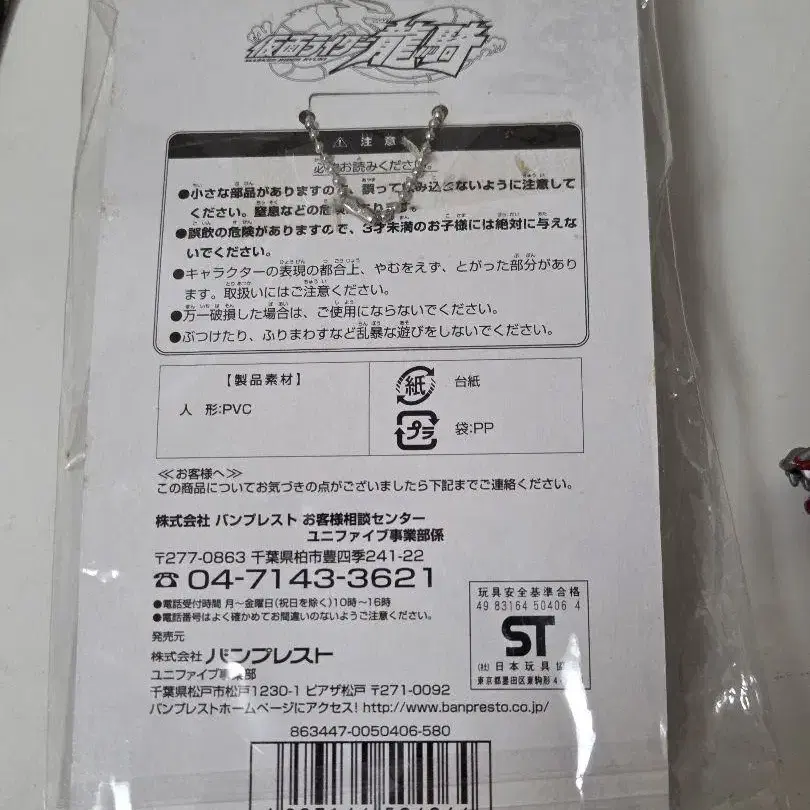 仮面ライダー龍騎
MASKED RIDER RYUKI
⚠ 注意
必 お読みください。
●小さな部品がありますので、誤って 込まないように注意して
ください。窒息などの危 ります。
●誤飲の危険がありますので、3才未満のお子様には絶対に与えな
いでください。
●キャラクターの表現の都合上、やむをえず、とがった部分があり
ます。取扱いにはご注意ください。
●万一破損した場合は、ご使用にならないでください。
●ぶつけたり、ふりまわすなど乱暴な遊びをしないでください。
【製品素材】
人 形:PVC
紙 台紙
プラ 袋:PP
≪お客様へ≫
この商品についてお気づきの点がございましたら下記までご連絡ください。
株式会社 バンプレスト お客様相談センター
ユニファイブ事業部係
〒277-0863 千葉県柏市豊四季241-22
☎ 04-7143-3621
●電話受付時間 月～金曜日(祝日を除く)10時～16時
●電話番号はよく確かめてお間違いのないようご注意ください。
発売元
株式会社 バンプレスト
ユニファイブ事業部
千葉県松戸市松戸1230-1 ピアザ松戸 〒271-0092
バンプレストホームページにアクセス! http://www.banpresto.co.jp/
863447-0050406-580
玩具安全基準合格
49 83164 50406 4
ST
(社)日本玩具協
東京都墨田区東駒形4-